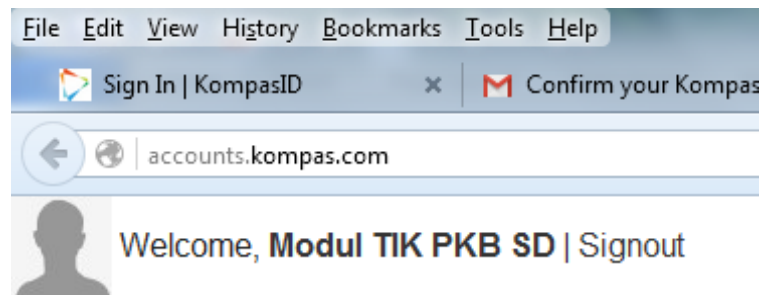 File Edit View History Bookmarks Tools Help
Sign In | KompasID × Confirm your Kompas
accounts.kompas.com
Welcome, Modul TIK PKB SD | Signout